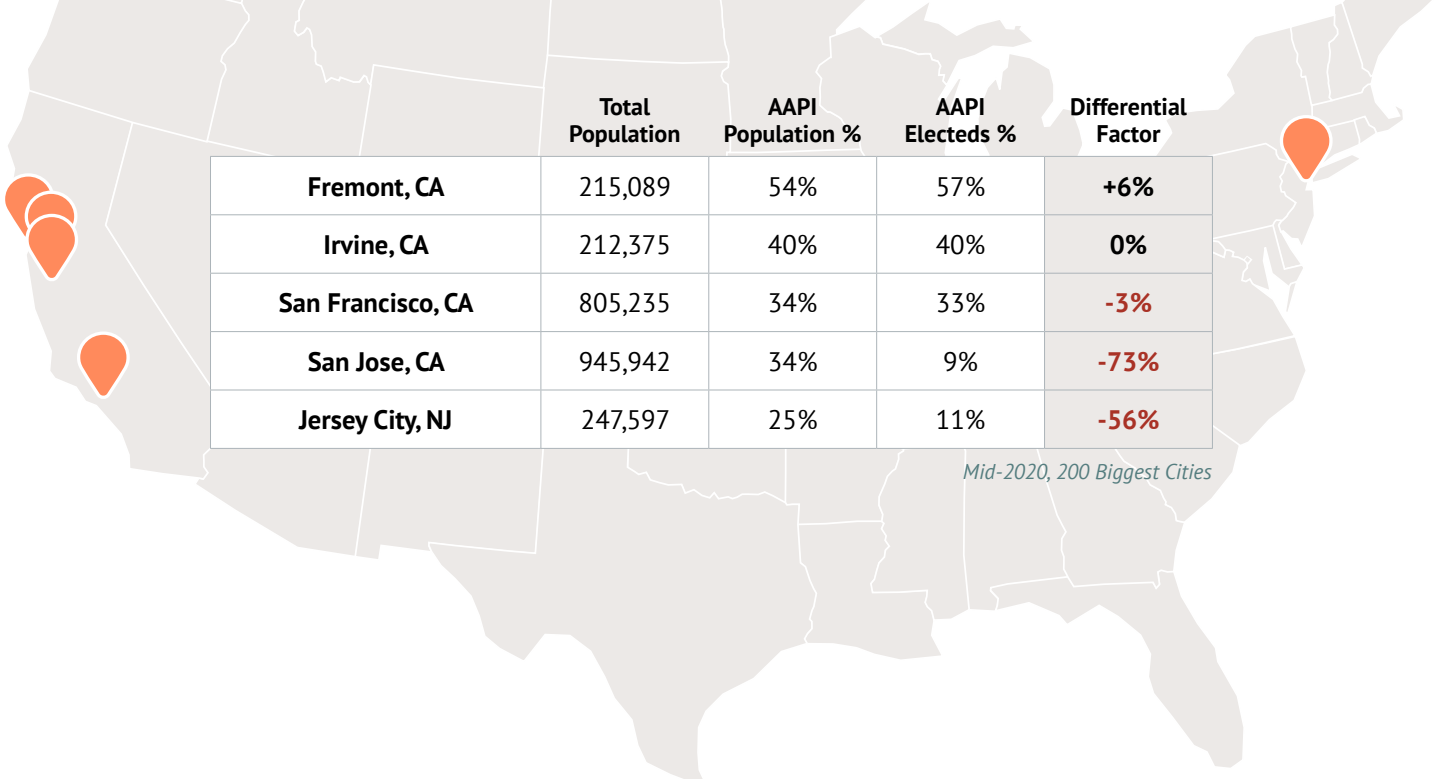 Total Population AAPI Population % AAPI Electeds % Differential Factor
Fremont, CA 215,089 54% 57% +6%
Irvine, CA 212,375 40% 40% 0%
San Francisco, CA 805,235 34% 33% -3%
San Jose, CA 945,942 34% 9% -73%
Jersey City, NJ 247,597 25% 11% -56%
Mid-2020, 200 Biggest Cities